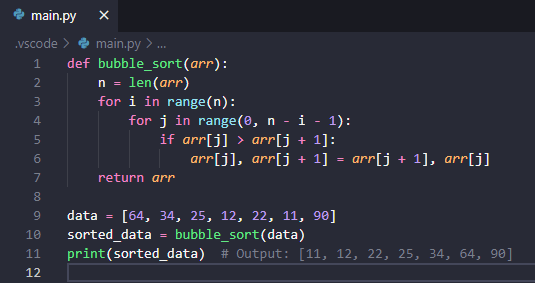 main.py ×
.vscode > main.py > ...
1 def bubble_sort(arr):
2     n = len(arr)
3     for i in range(n):
4         for j in range(0, n - i - 1):
5             if arr[j] > arr[j + 1]:
6                 arr[j], arr[j + 1] = arr[j + 1], arr[j]
7     return arr
8
9 data = [64, 34, 25, 12, 22, 11, 90]
10 sorted_data = bubble_sort(data)
11 print(sorted_data)  # Output: [11, 12, 22, 25, 34, 64, 90]
12